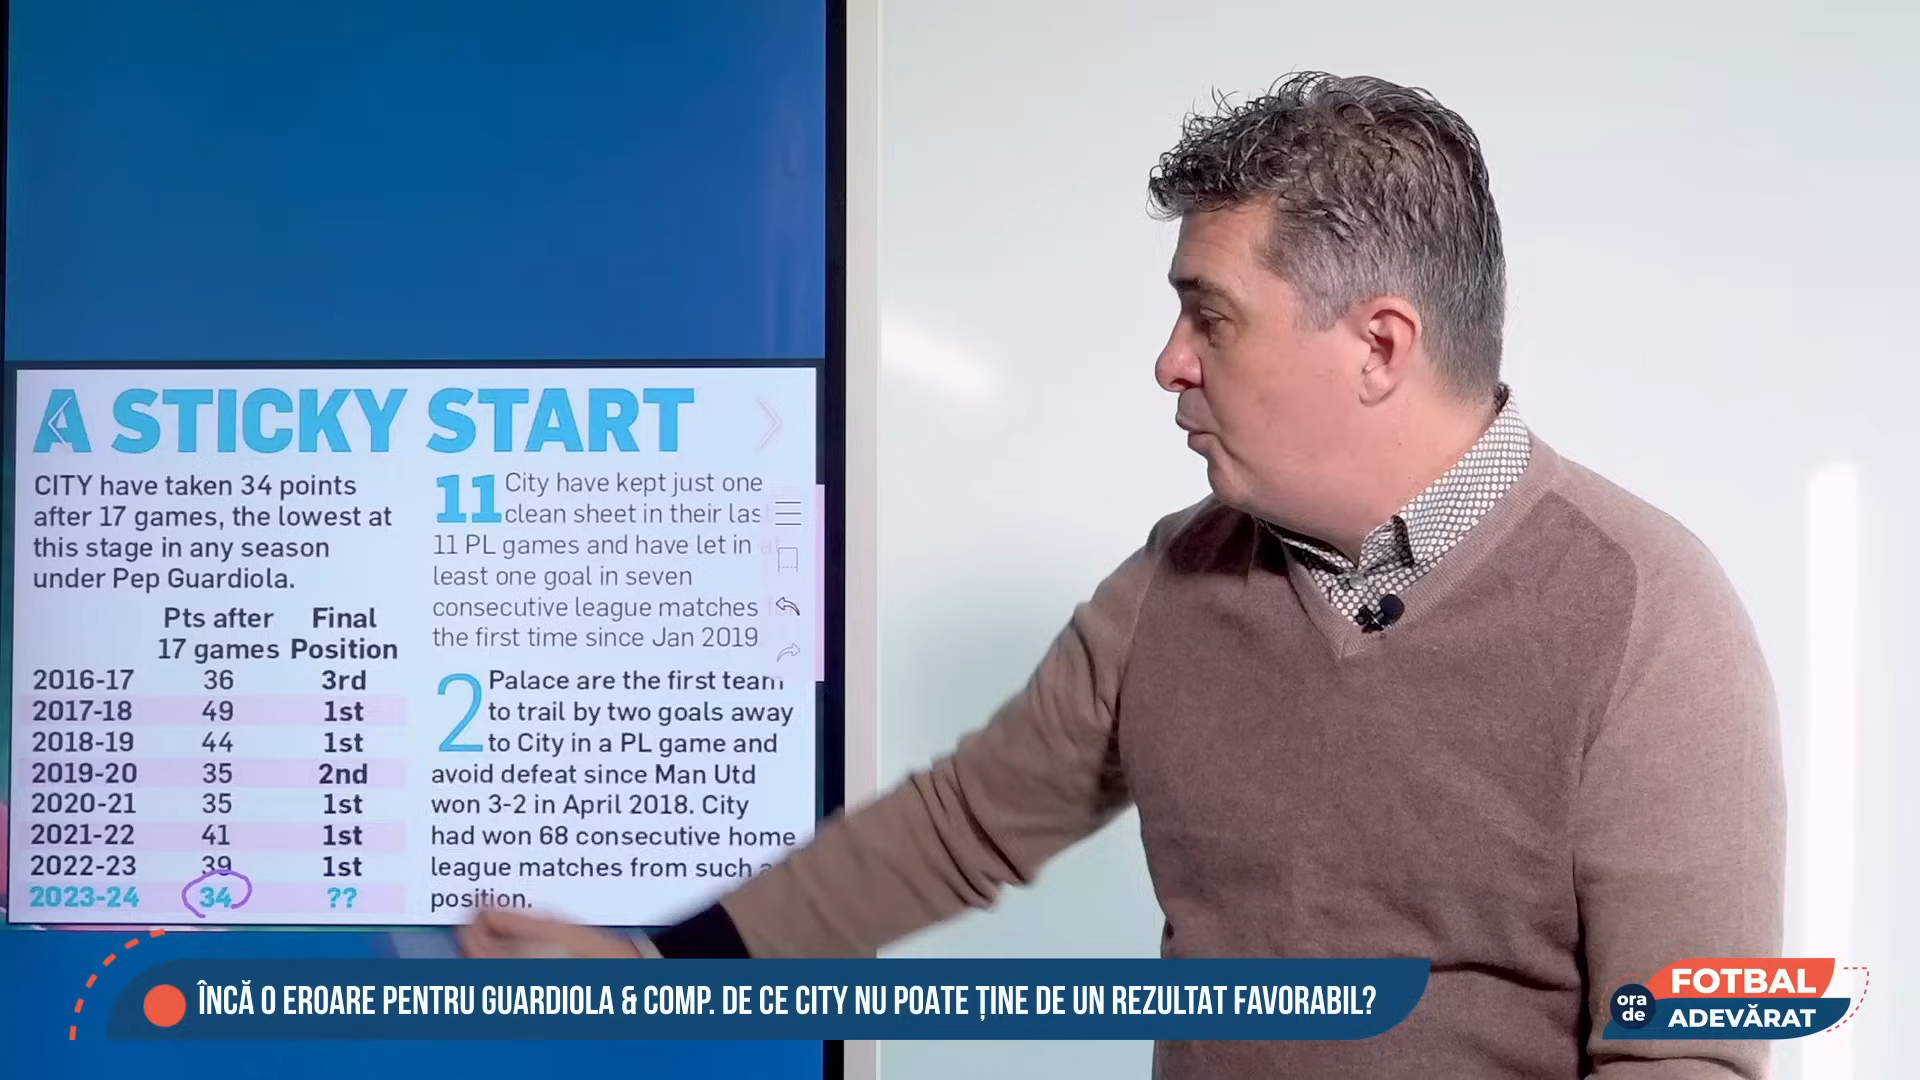 A STICKY START
CITY have taken 34 points
after 17 games, the lowest at
this stage in any season
under Pep Guardiola.
Pts after Final
17 games Position
2016-17 36 3rd
2017-18 49 1st
2018-19 44 1st
2019-20 35 2nd
2020-21 35 1st
2021-22 41 1st
2022-23 39 1st
2023-24 34 ??
11 City have kept just one
clean sheet in their las
11 PL games and have let in at
least one goal in seven
consecutive league matches
the first time since Jan 2019
2 Palace are the first team
to trail by two goals away
to City in a PL game and
avoid defeat since Man Utd
won 3-2 in April 2018. City
had won 68 consecutive home
league matches from such a
position.
ÎNCĂ O EROARE PENTRU GUARDIOLA & COMP. DE CE CITY NU POATE ȚINE DE UN REZULTAT FAVORABIL?
ora de FOTBAL
ADEVĂRAT